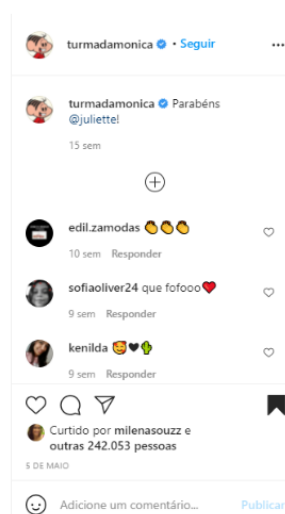 turmadamonica • Seguir
turmadamonica Parabéns
@juliette!
15 sem
edil.zamodas 👏👏👏
10 sem Responder
sofiaoliver24 que fofooo❤️
9 sem Responder
kenilda 🥰🖤🌵
9 sem Responder
Curtido por milenasouzz e
outras 242.053 pessoas
5 DE MAIO
Adicione um comentário... Publicar